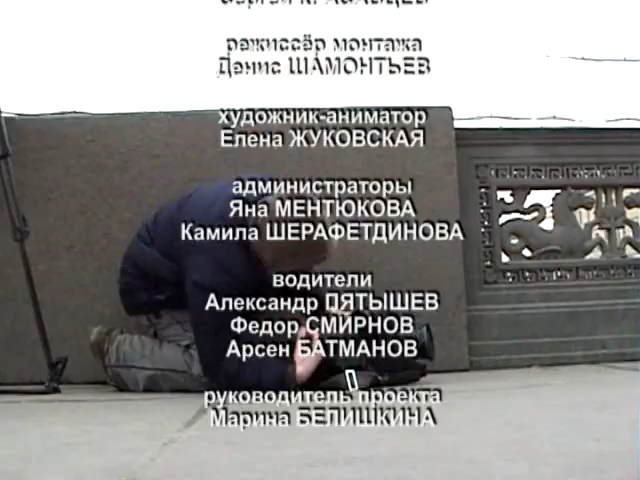 режиссёр монтажа
Денис ШАМОНТЬЕВ
художник-аниматор
Елена ЖУКОВСКАЯ
администраторы
Яна МЕНТЮКОВА
Камила ШЕРАФЕТДИНОВА
водители
Александр ПЯТЫШЕВ
Федор СМИРНОВ
Арсен БАТМАНОВ
руководитель проекта
Марина БЕЛИШКИНА